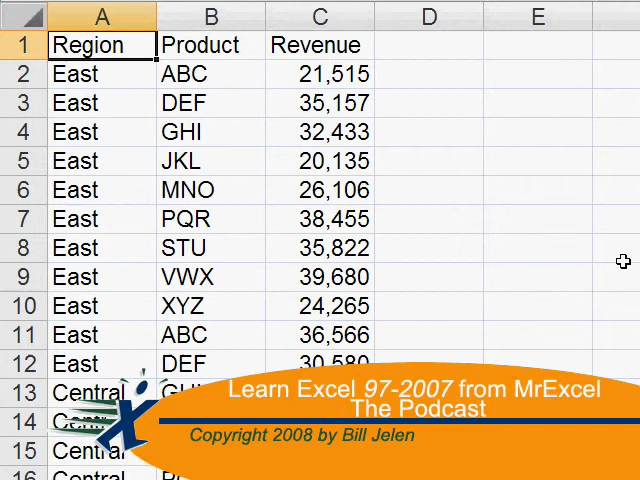 A B C D E
1 Region Product Revenue
2 East ABC 21,515
3 East DEF 35,157
4 East GHI 32,433
5 East JKL 20,135
6 East MNO 26,106
7 East PQR 38,455
8 East STU 35,822
9 East VWX 39,680
10 East XYZ 24,265
11 East ABC 36,566
12 East DEF 30,580
13 Central
14
15 Central
16 Central
Learn Excel 97-2007 from MrExcel
The Podcast
Copyright 2008 by Bill Jelen